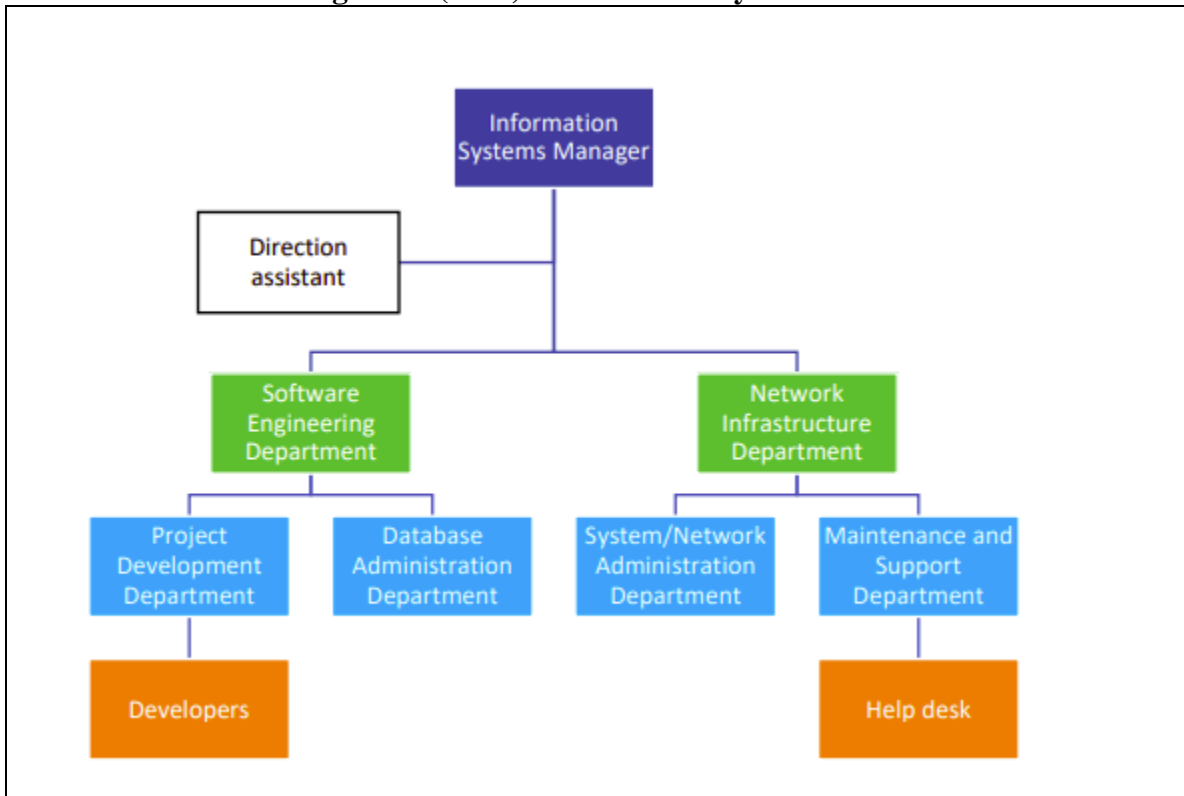 Information
Systems Manager
Direction
assistant
Software
Engineering
Department
Network
Infrastructure
Department
Project
Development
Department
Database
Administration
Department
System/Network
Administration
Department
Maintenance and
Support
Department
Developers
Help desk